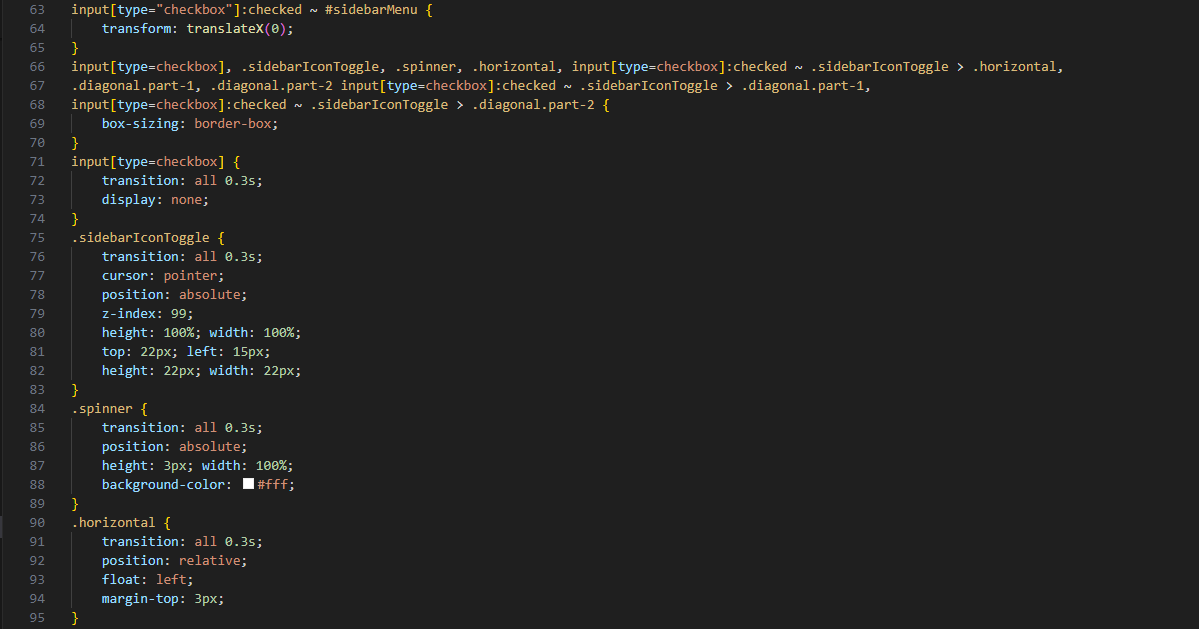 63 input[type="checkbox"]:checked ~ #sidebarMenu {
64     transform: translateX(0);
65 }
66 input[type=checkbox], .sidebarIconToggle, .spinner, .horizontal, input[type=checkbox]:checked ~ .sidebarIconToggle > .horizontal,
67 .diagonal.part-1, .diagonal.part-2 input[type=checkbox]:checked ~ .sidebarIconToggle > .diagonal.part-1,
68 input[type=checkbox]:checked ~ .sidebarIconToggle > .diagonal.part-2 {
69     box-sizing: border-box;
70 }
71 input[type=checkbox] {
72     transition: all 0.3s;
73     display: none;
74 }
75 .sidebarIconToggle {
76     transition: all 0.3s;
77     cursor: pointer;
78     position: absolute;
79     z-index: 99;
80     height: 100%; width: 100%;
81     top: 22px; left: 15px;
82     height: 22px; width: 22px;
83 }
84 .spinner {
85     transition: all 0.3s;
86     position: absolute;
87     height: 3px; width: 100%;
88     background-color: #fff;
89 }
90 .horizontal {
91     transition: all 0.3s;
92     position: relative;
93     float: left;
94     margin-top: 3px;
95 }